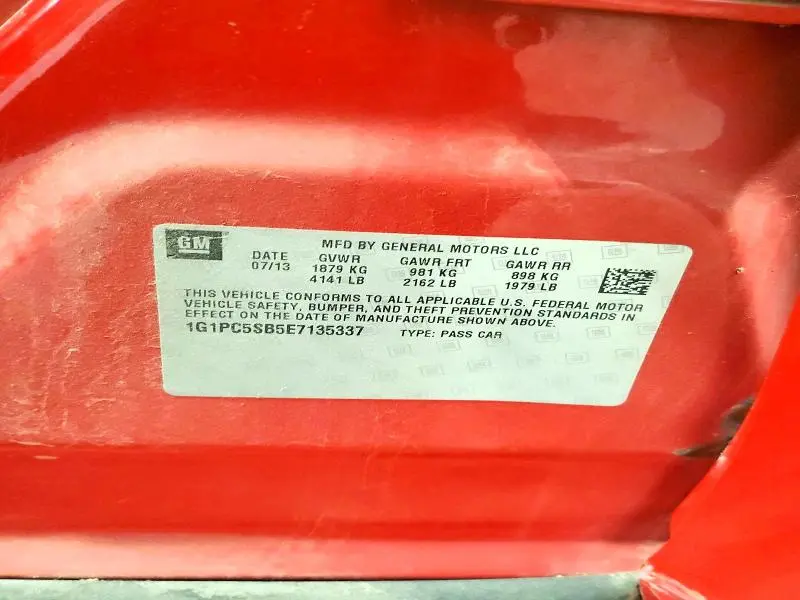 GM
MFD BY GENERAL MOTORS LLC
DATE GVWR GAWR FRT GAWR RR
07/13 1879 KG 981 KG 898 KG
4141 LB 2162 LB 1979 LB
THIS VEHICLE CONFORMS TO ALL APPLICABLE U.S. FEDERAL MOTOR
VEHICLE SAFETY, BUMPER, AND THEFT PREVENTION STANDARDS IN
EFFECT ON THE DATE OF MANUFACTURE SHOWN ABOVE.
1G1PC5SB5E7135337 TYPE: PASS CAR